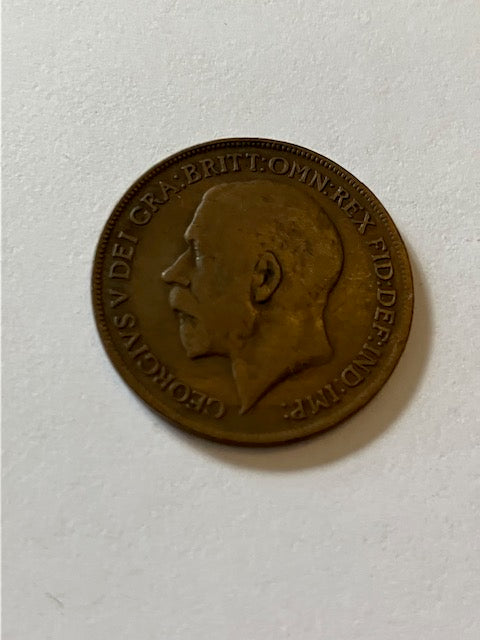 GEORGIVS V DEI GRA: BRITT: OMN: REX FID: DEF: IND: IMP: